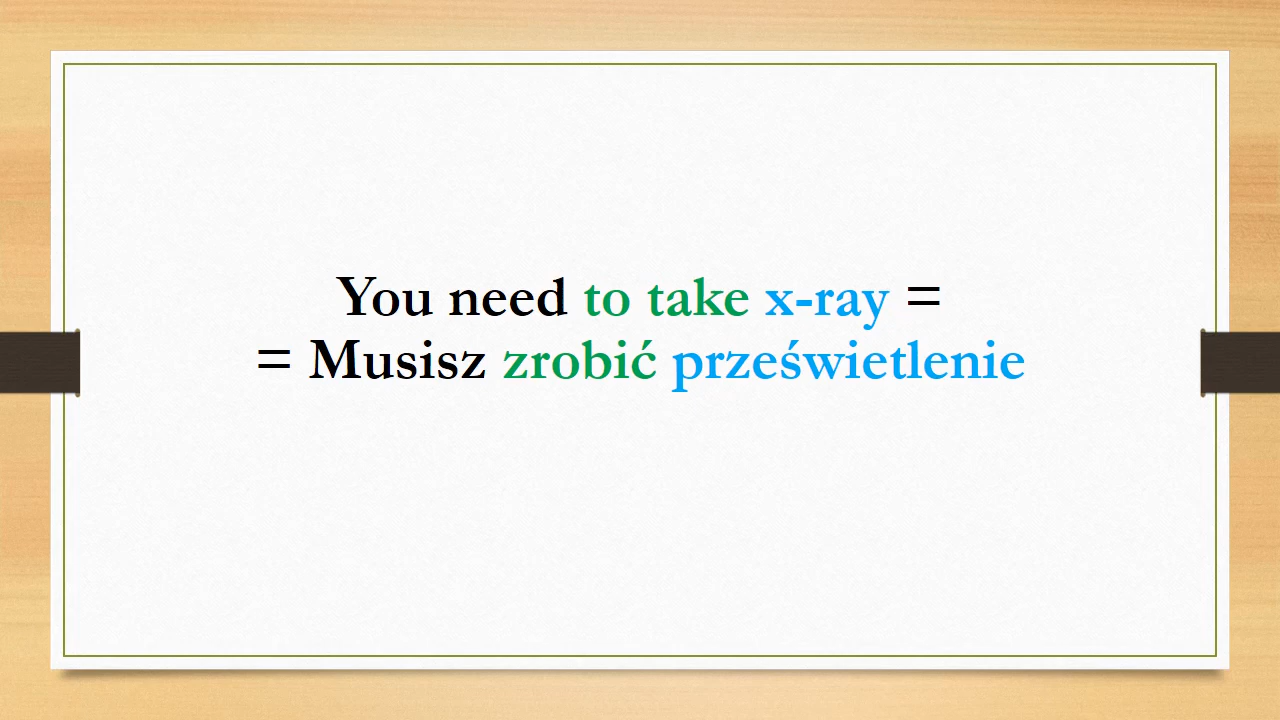 You need to take x-ray =
= Musisz zrobić prześwietlenie